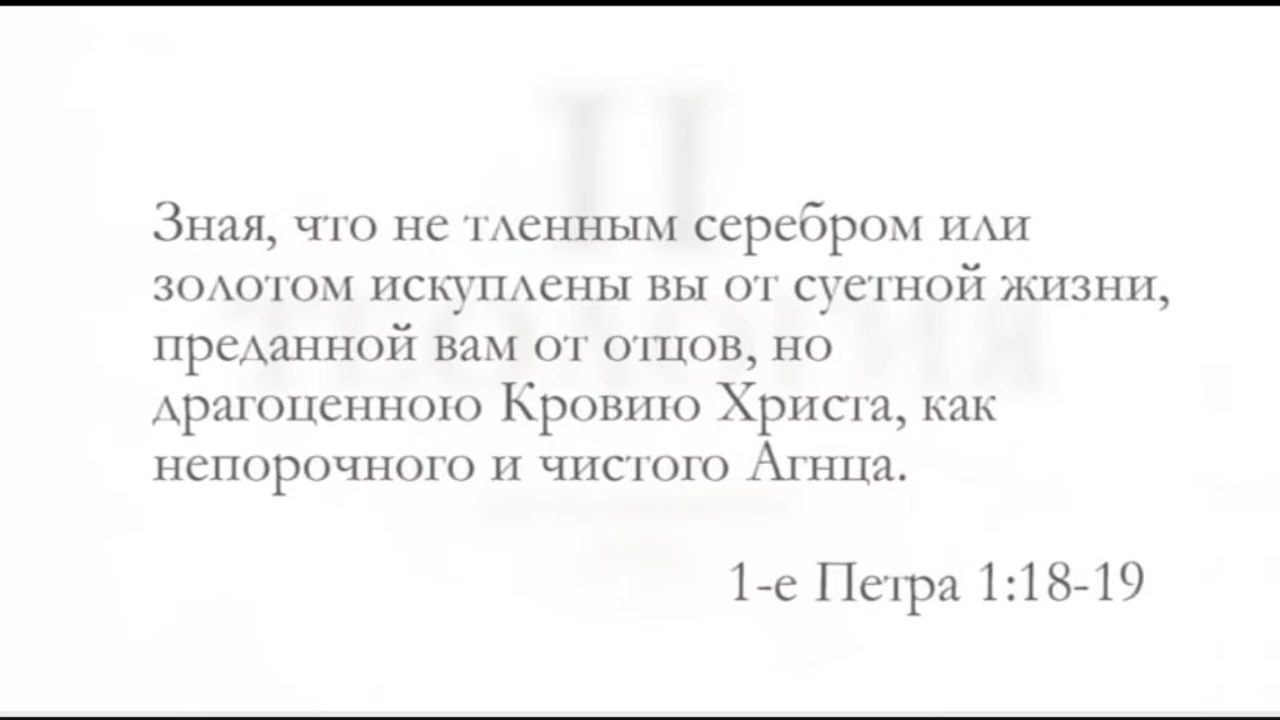 Зная, что не тленным серебром или
золотом искуплены вы от суетной жизни,
преданной вам от отцов, но
драгоценною Кровию Христа, как
непорочного и чистого Агнца.
1-е Петра 1:18-19